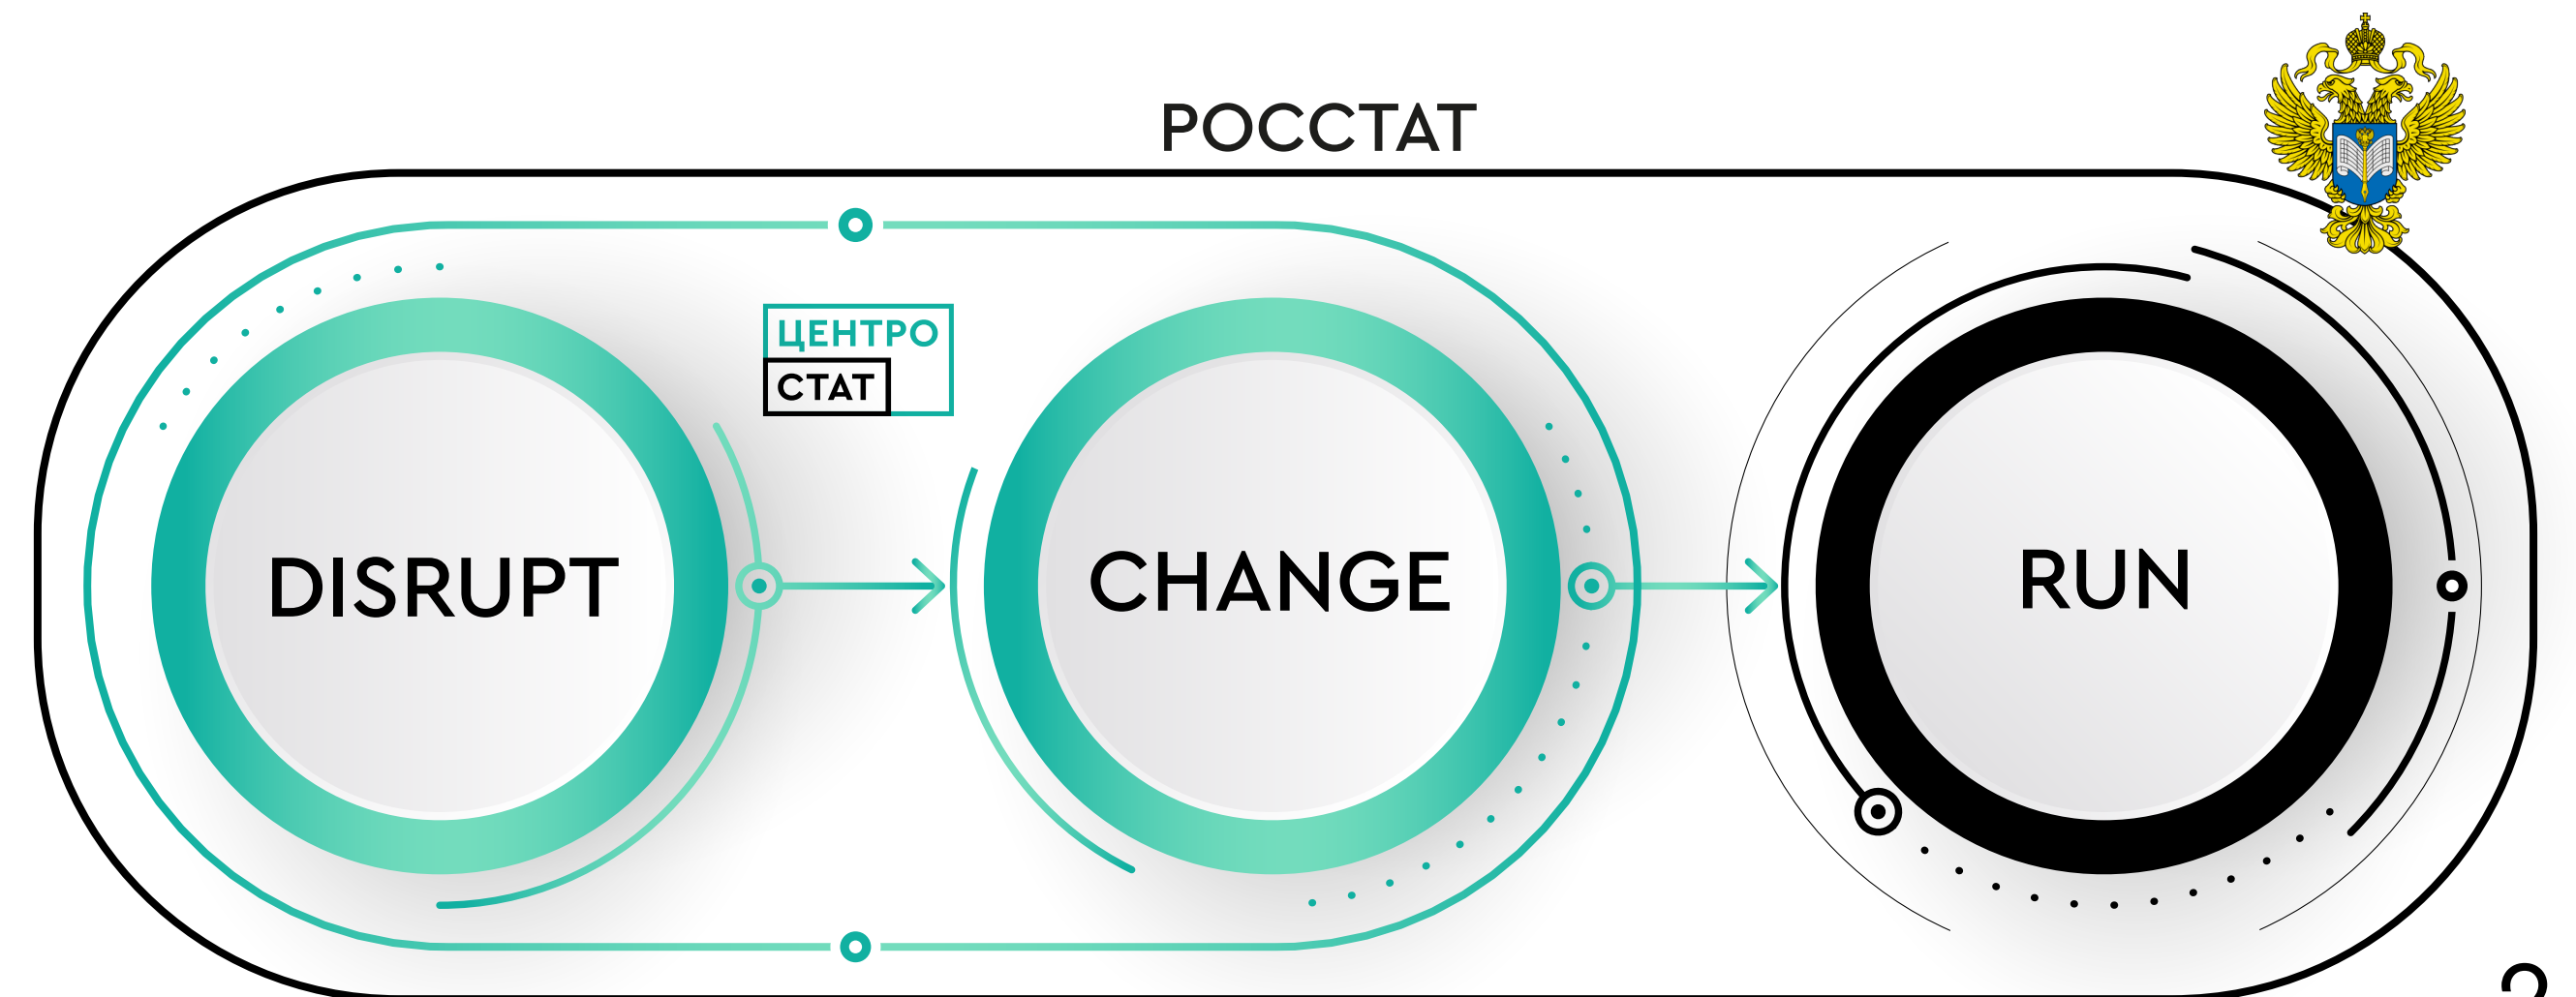 РОССТАТ
ЦЕНТРО
СТАТ
DISRUPT
CHANGE
RUN